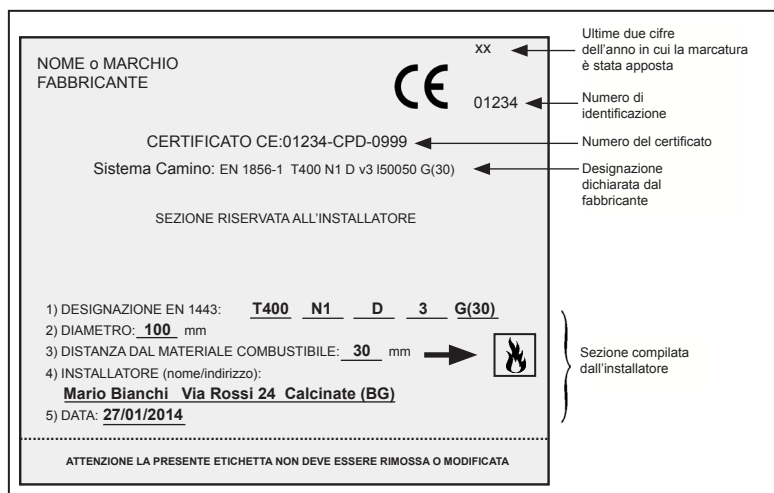 NOME o MARCHIO
FABBRICANTE
xx
CE
01234
CERTIFICATO CE:01234-CPD-0999
Sistema Camino: EN 1856-1 T400 N1 D v3 l50050 G(30)
SEZIONE RISERVATA ALL'INSTALLATORE
1) DESIGNAZIONE EN 1443: T400 N1 D 3 G(30)
2) DIAMETRO: 100 mm
3) DISTANZA DAL MATERIALE COMBUSTIBILE: 30 mm
4) INSTALLATORE (nome/indirizzo):
Mario Bianchi Via Rossi 24 Calcinate (BG)
5) DATA: 27/01/2014
ATTENZIONE LA PRESENTE ETICHETTA NON DEVE ESSERE RIMOSSA O MODIFICATA
Ultime due cifre
dell'anno in cui la marcatura
è stata apposta
Numero di
identificazione
Numero del certificato
Designazione
dichiarata dal
fabbricante
Sezione compilata
dall'installatore